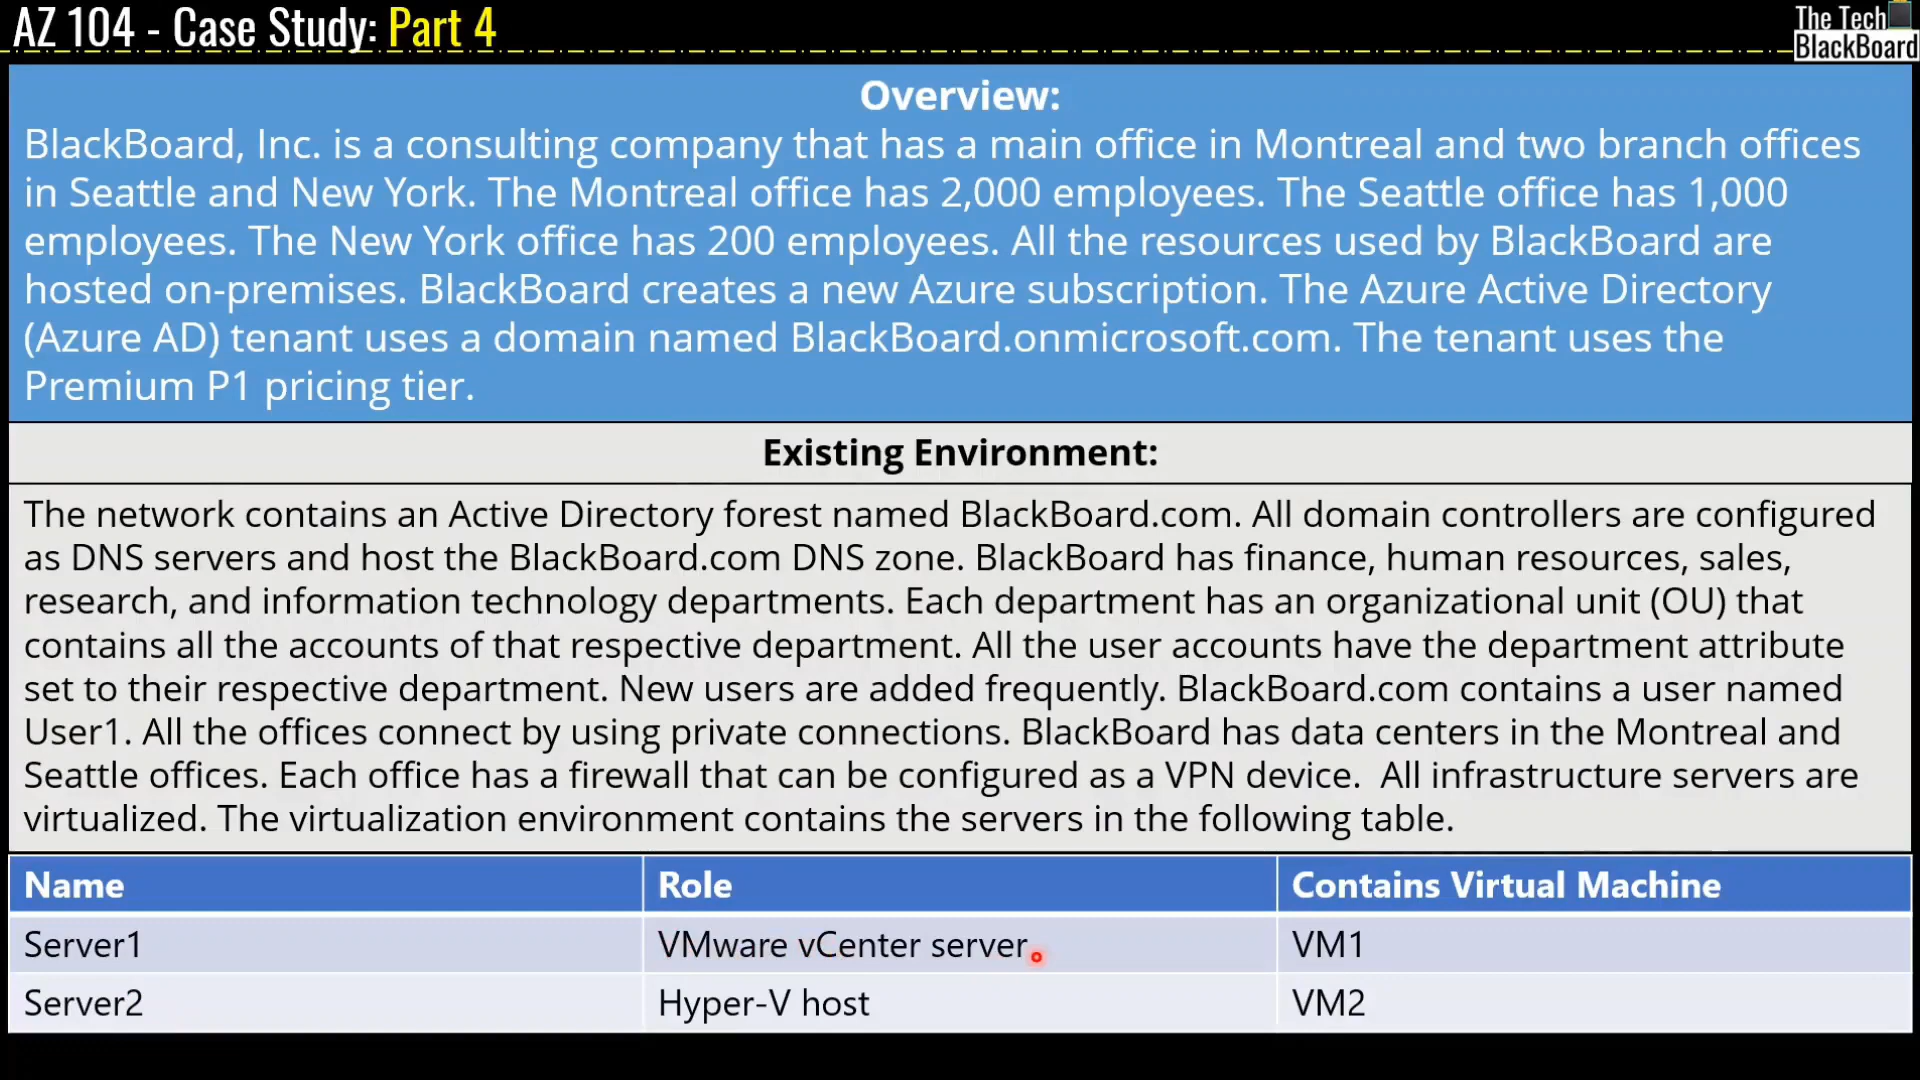 AZ 104 - Case Study: Part 4
The Tech
BlackBoard
Overview:
BlackBoard, Inc. is a consulting company that has a main office in Montreal and two branch offices
in Seattle and New York. The Montreal office has 2,000 employees. The Seattle office has 1,000
employees. The New York office has 200 employees. All the resources used by BlackBoard are
hosted on-premises. BlackBoard creates a new Azure subscription. The Azure Active Directory
(Azure AD) tenant uses a domain named BlackBoard.onmicrosoft.com. The tenant uses the
Premium P1 pricing tier.
Existing Environment:
The network contains an Active Directory forest named BlackBoard.com. All domain controllers are configured
as DNS servers and host the BlackBoard.com DNS zone. BlackBoard has finance, human resources, sales,
research, and information technology departments. Each department has an organizational unit (OU) that
contains all the accounts of that respective department. All the user accounts have the department attribute
set to their respective department. New users are added frequently. BlackBoard.com contains a user named
User1. All the offices connect by using private connections. BlackBoard has data centers in the Montreal and
Seattle offices. Each office has a firewall that can be configured as a VPN device. All infrastructure servers are
virtualized. The virtualization environment contains the servers in the following table.
Name Role Contains Virtual Machine
Server1 VMware vCenter server VM1
Server2 Hyper-V host VM2